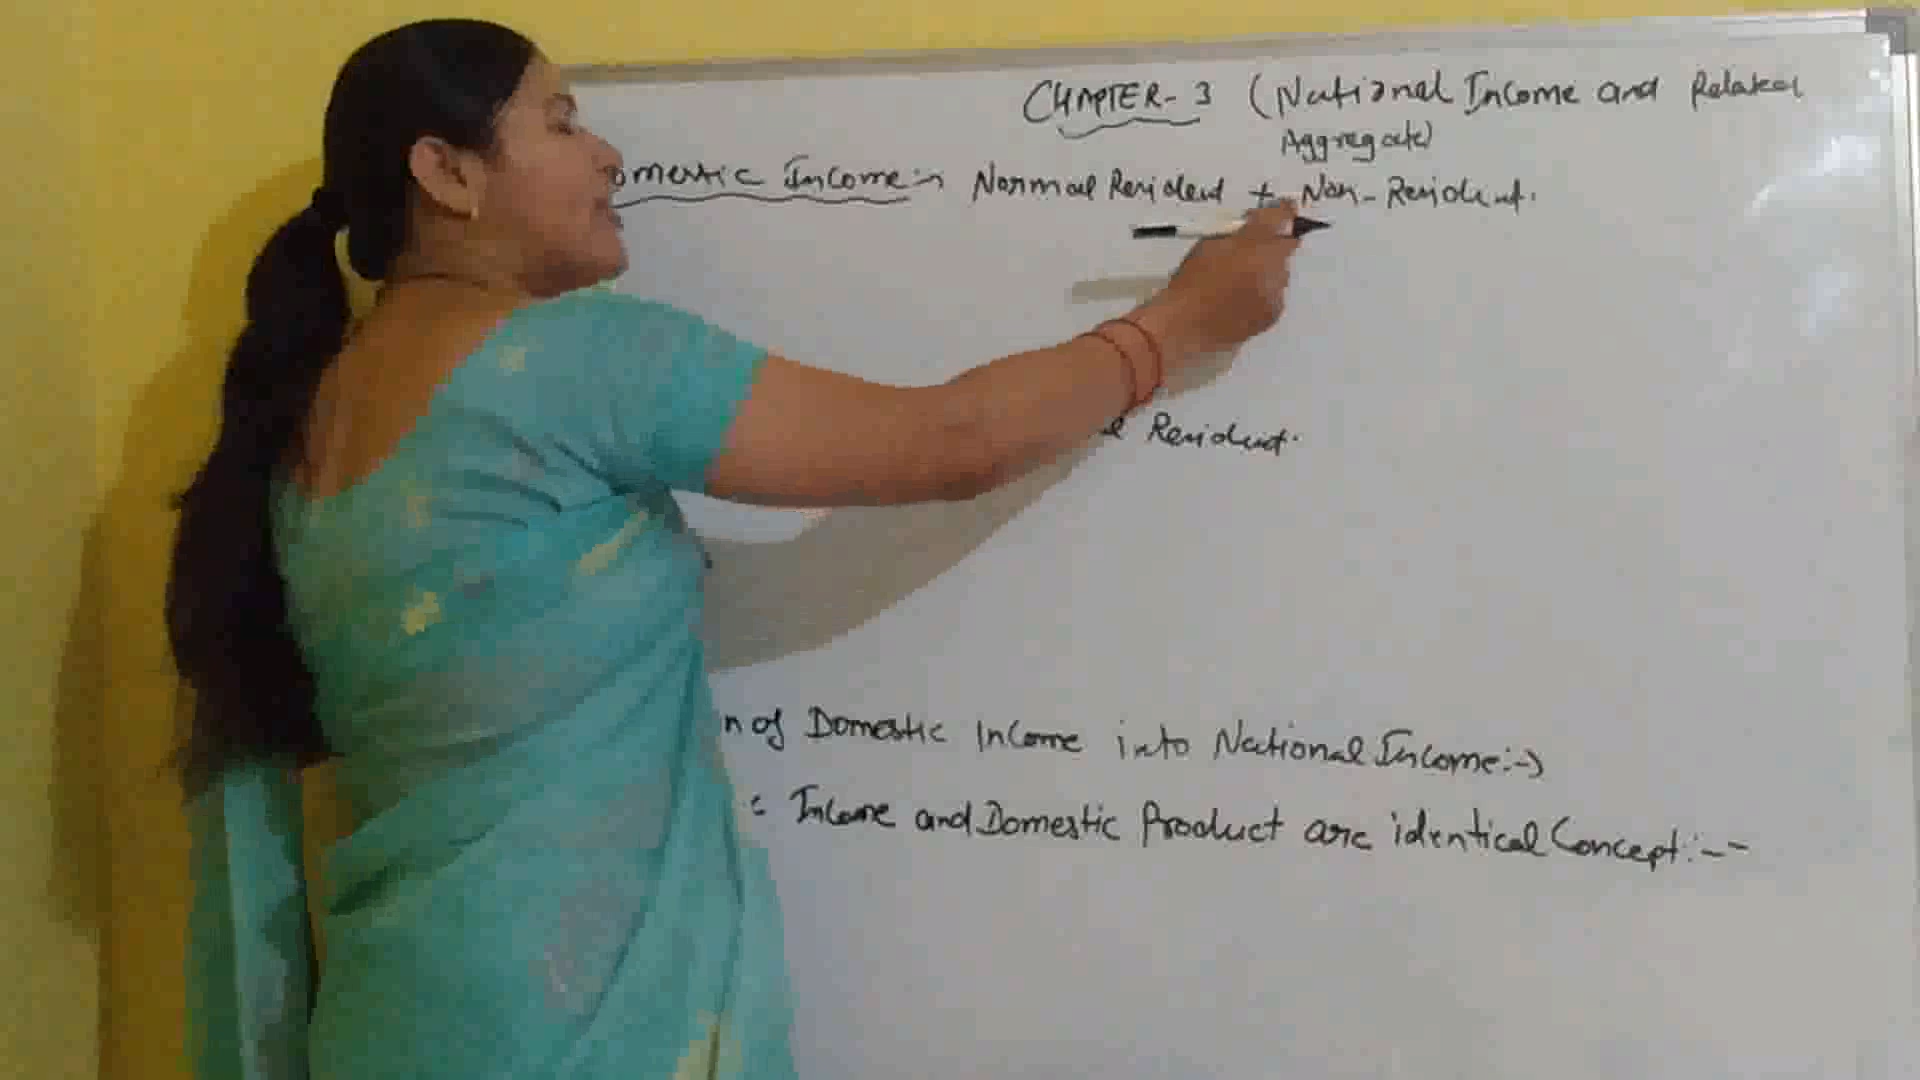 CHAPTER-3 (National Income and Related
Aggregate)
omestic Income:- Normal Resident + Non-Resident.
Resident.
n of Domestic Income into National Income:->
c Income and Domestic Product are identical Concept:--